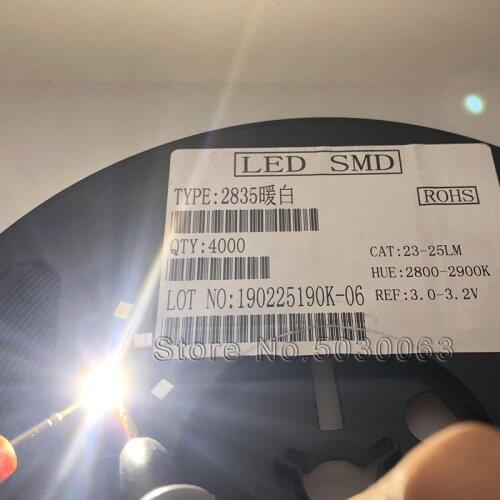 LED SMD
TYPE:2835暖白
ROHS
QTY:4000
CAT:23-25LM
HUE:2800-2900K
LOT NO:190225190K-06
REF:3.0-3.2V
Store No.5030063